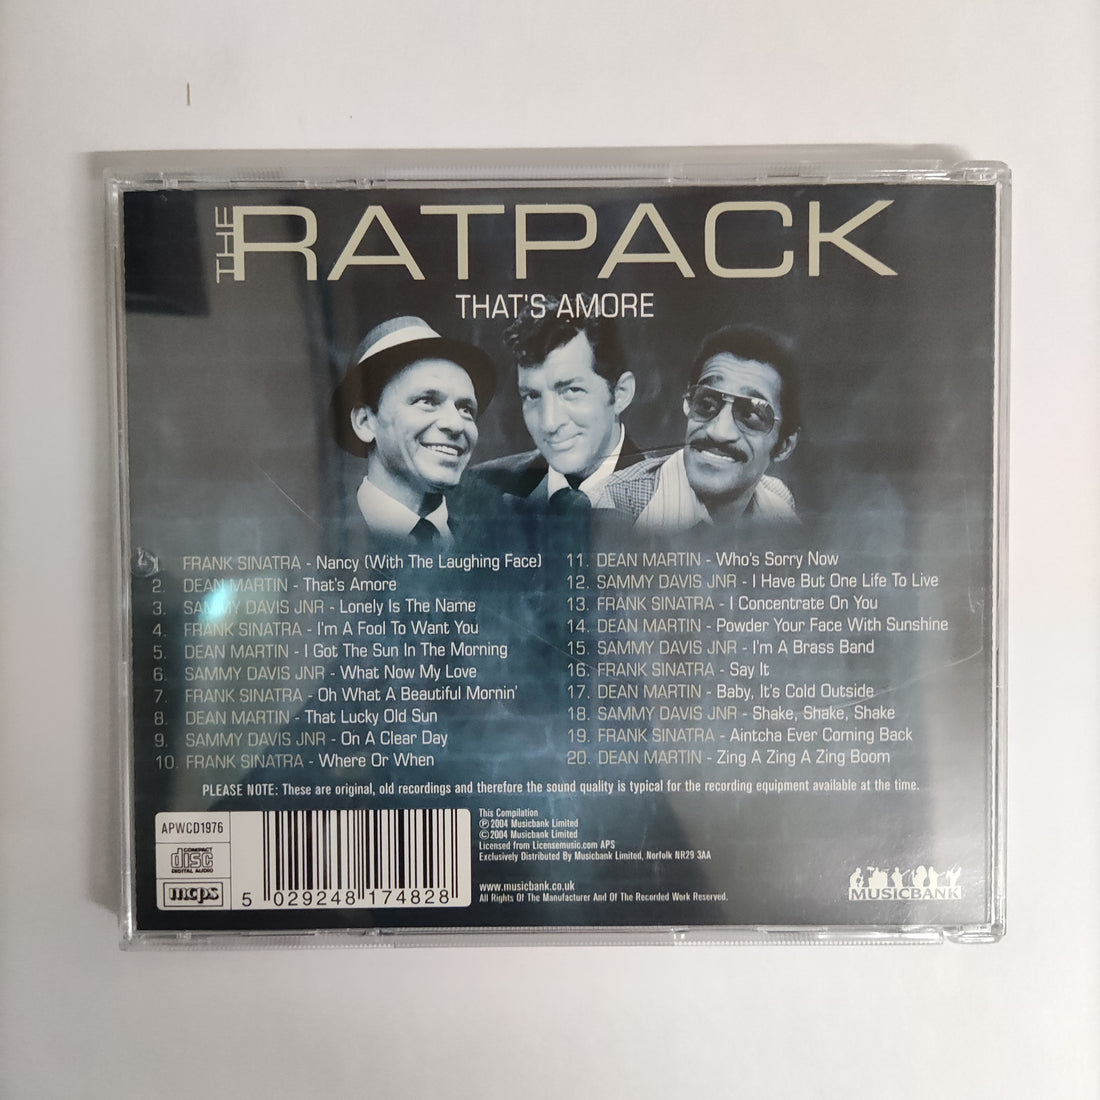 THE RATPACK
THAT'S AMORE
1. FRANK SINATRA - Nancy (With The Laughing Face)
2. DEAN MARTIN - That's Amore
3. SAMMY DAVIS JNR - Lonely Is The Name
4. FRANK SINATRA - I'm A Fool To Want You
5. DEAN MARTIN - I Got The Sun In The Morning
6. SAMMY DAVIS JNR - What Now My Love
7. FRANK SINATRA - Oh What A Beautiful Mornin'
8. DEAN MARTIN - That Lucky Old Sun
9. SAMMY DAVIS JNR - On A Clear Day
10. FRANK SINATRA - Where Or When
11. DEAN MARTIN - Who's Sorry Now
12. SAMMY DAVIS JNR - I Have But One Life To Live
13. FRANK SINATRA - I Concentrate On You
14. DEAN MARTIN - Powder Your Face With Sunshine
15. SAMMY DAVIS JNR - I'm A Brass Band
16. FRANK SINATRA - Say It
17. DEAN MARTIN - Baby, It's Cold Outside
18. SAMMY DAVIS JNR - Shake, Shake, Shake
19. FRANK SINATRA - Aintcha Ever Coming Back
20. DEAN MARTIN - Zing A Zing A Zing Boom
PLEASE NOTE: These are original, old recordings and therefore the sound quality is typical for the recording equipment available at the time.
APWCD1976
COMPACT
disc
DIGITAL AUDIO
mcps
5 029248 174828
This Compilation
℗ 2004 Musicbank Limited
© 2004 Musicbank Limited
Licensed from Licensemusic.com APS
Exclusively Distributed By Musicbank Limited, Norfolk NR29 3AA
www.musicbank.co.uk
All Rights Of The Manufacturer And Of The Recorded Work Reserved.
MUSICBANK